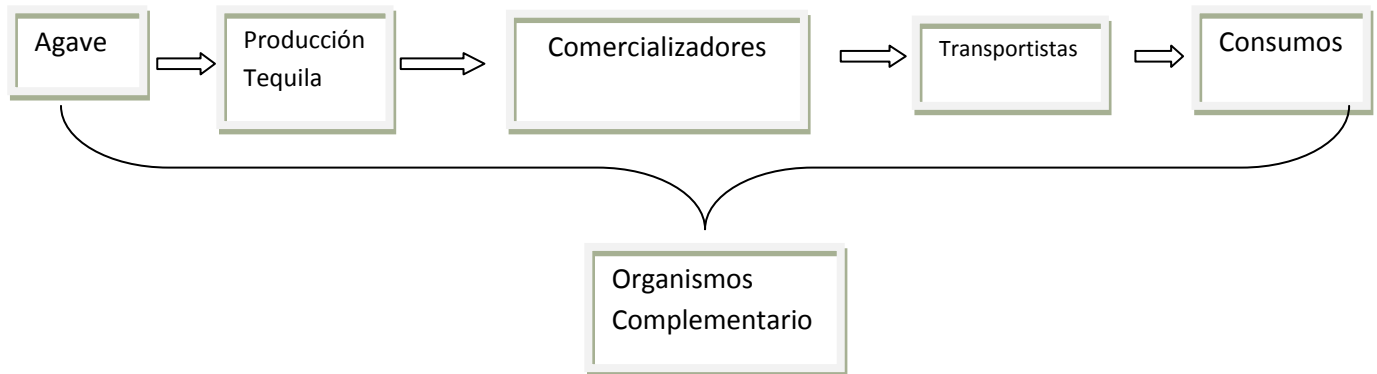 Agave
Producción
Tequila
Comercializadores
Transportistas
Consumos
Organismos
Complementario